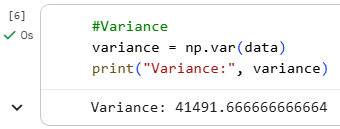 [6]
0s
#Variance
variance = np.var(data)
print("Variance:", variance)
Variance: 41491.666666666664